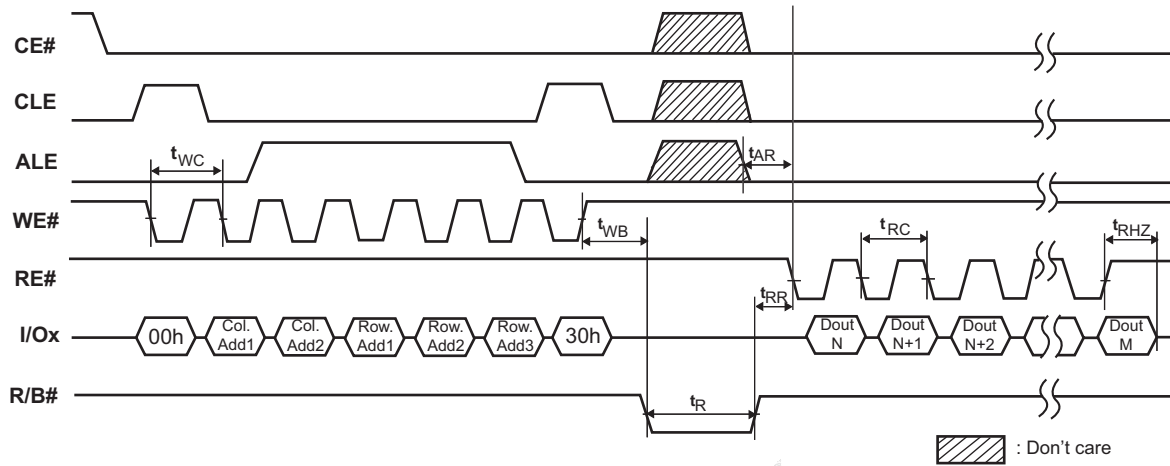 CE#
CLE
ALE
tAR
tWC
WE#
tWB
tRC
tRHZ
RE#
tRR
I/Ox
00h
Col. Add1
Col. Add2
Row. Add1
Row. Add2
Row. Add3
30h
Dout N
Dout N+1
Dout N+2
Dout M
R/B#
tR
: Don't care